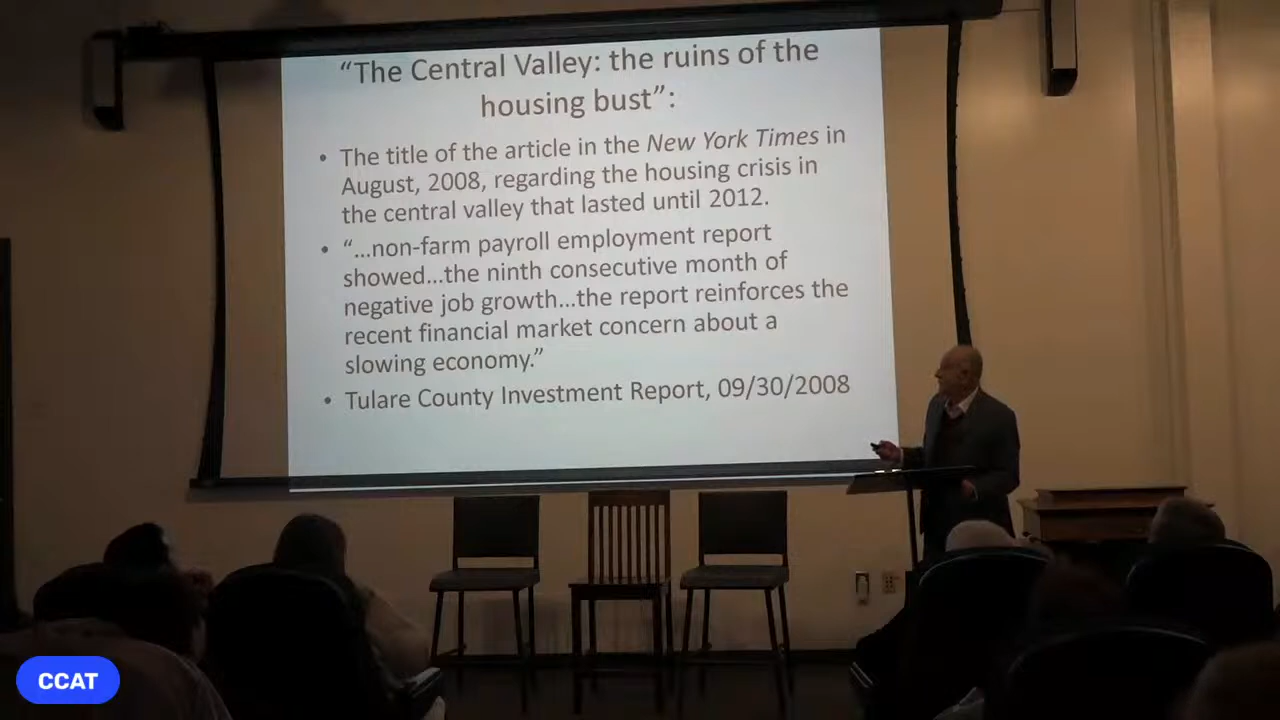 “The Central Valley: the ruins of the
housing bust”:
• The title of the article in the New York Times in
August, 2008, regarding the housing crisis in
the central valley that lasted until 2012.
• “...non-farm payroll employment report
showed...the ninth consecutive month of
negative job growth...the report reinforces the
recent financial market concern about a
slowing economy.”
• Tulare County Investment Report, 09/30/2008
CCAT